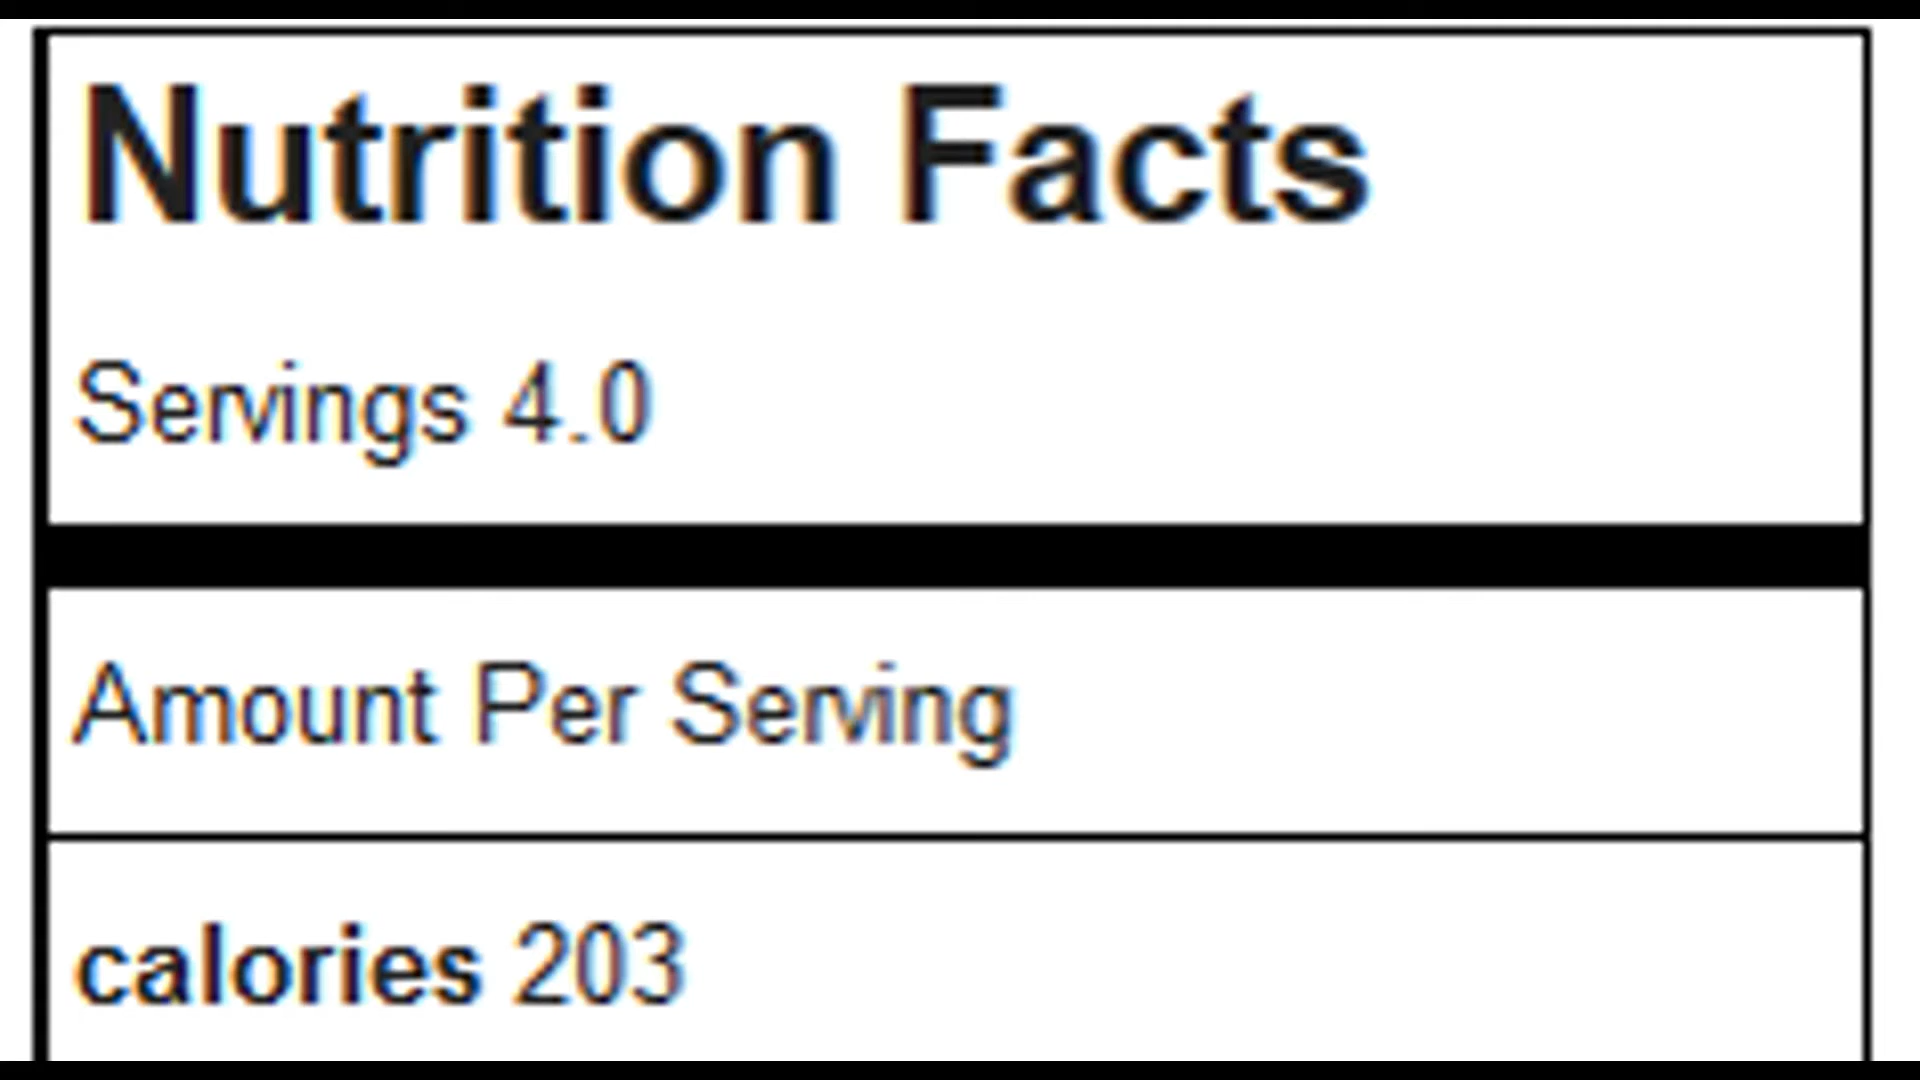 Nutrition Facts
Servings 4.0
Amount Per Serving
calories 203